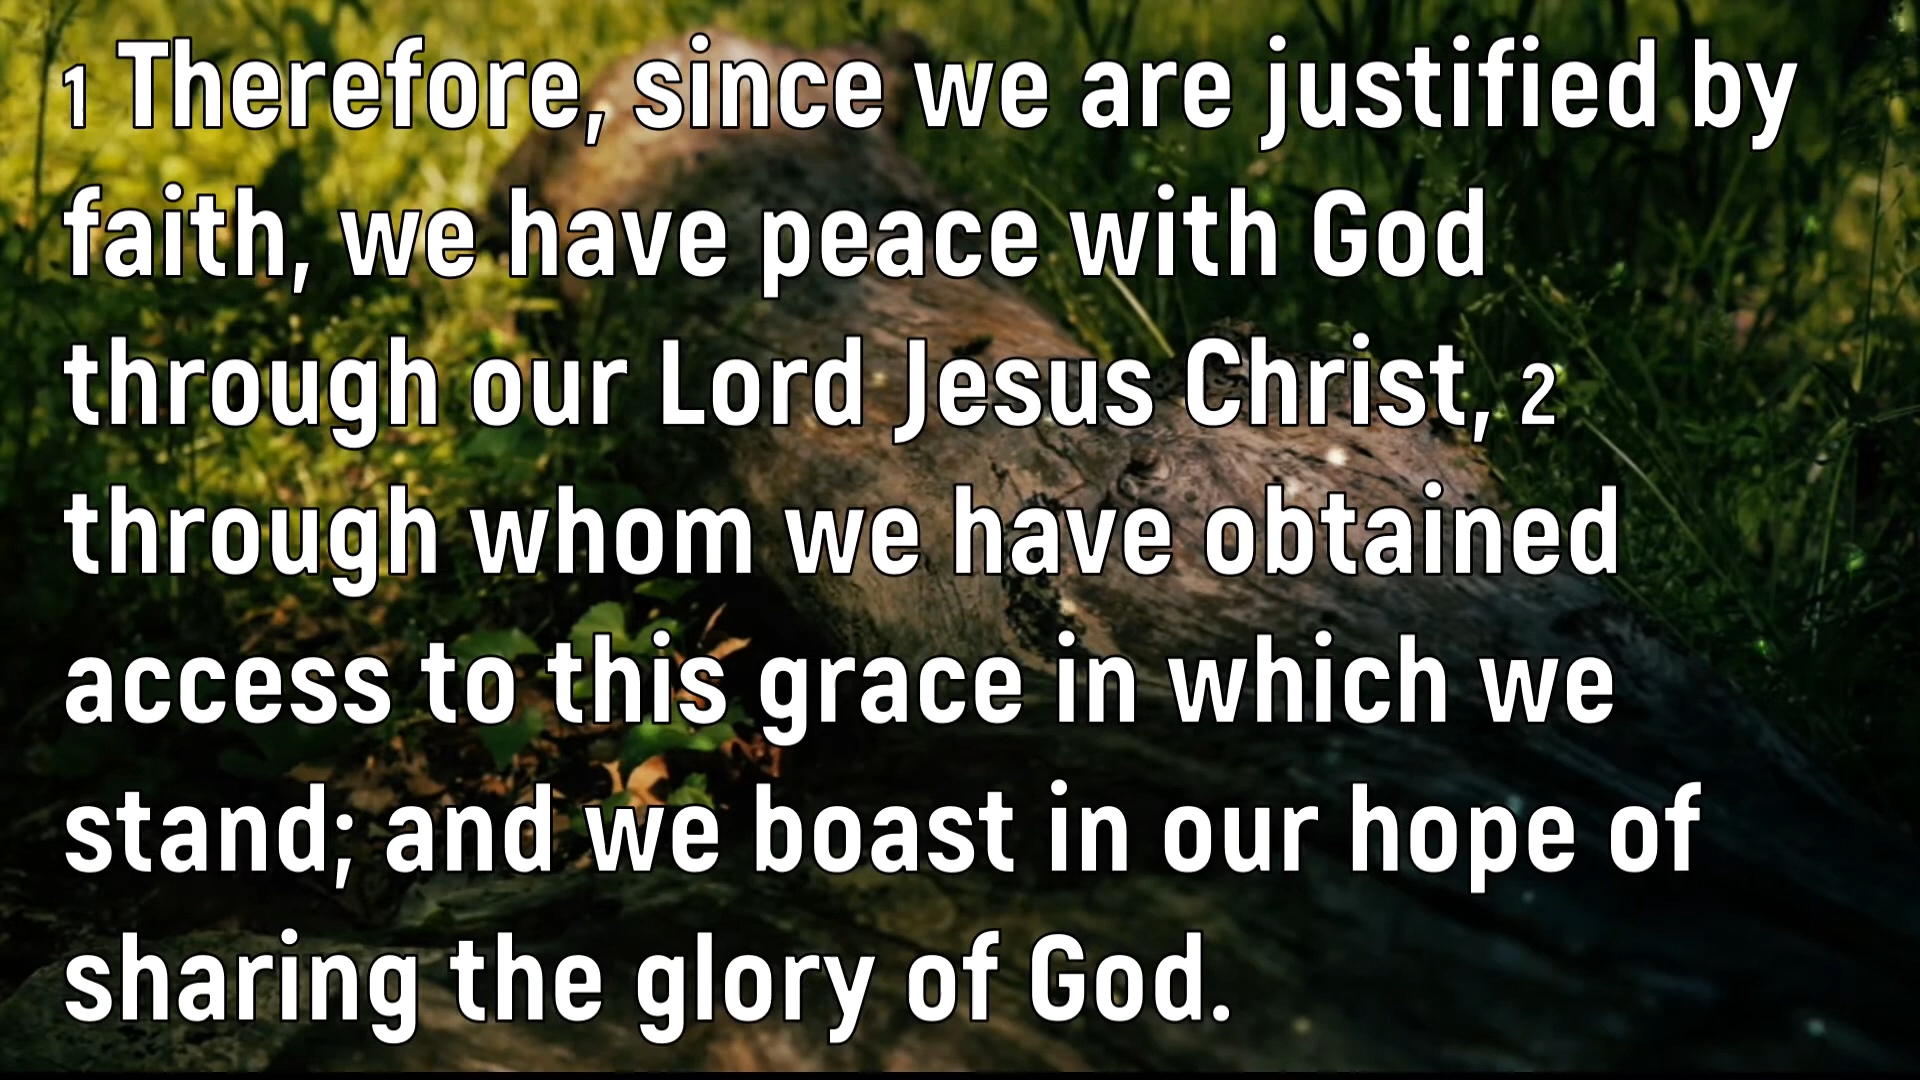 1 Therefore, since we are justified by
faith, we have peace with God
through our Lord Jesus Christ, 2
through whom we have obtained
access to this grace in which we
stand; and we boast in our hope of
sharing the glory of God.